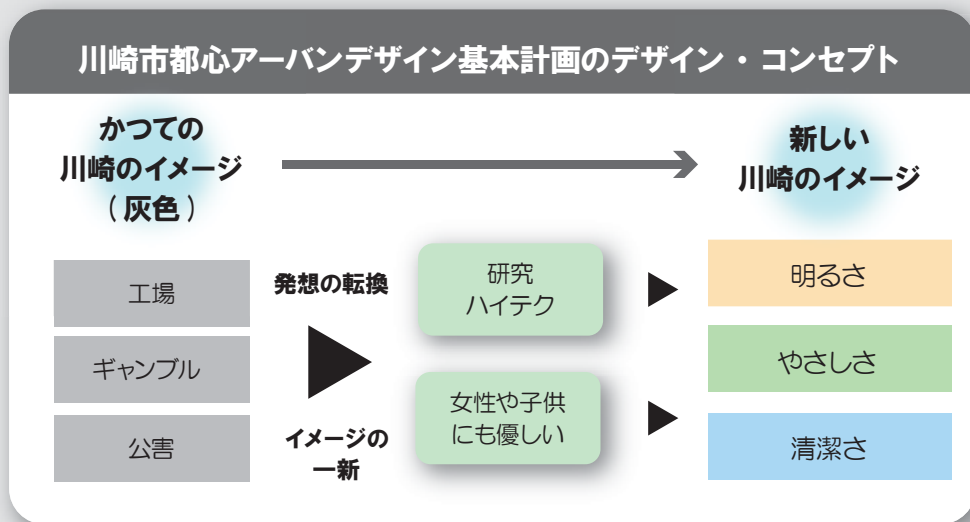 川崎市都心アーバンデザイン基本計画のデザイン・コンセプト
かつての
川崎のイメージ
(灰色)
新しい
川崎のイメージ
工場
ギャンブル
公害
発想の転換
イメージの
一新
研究
ハイテク
女性や子供
にも優しい
明るさ
やさしさ
清潔さ